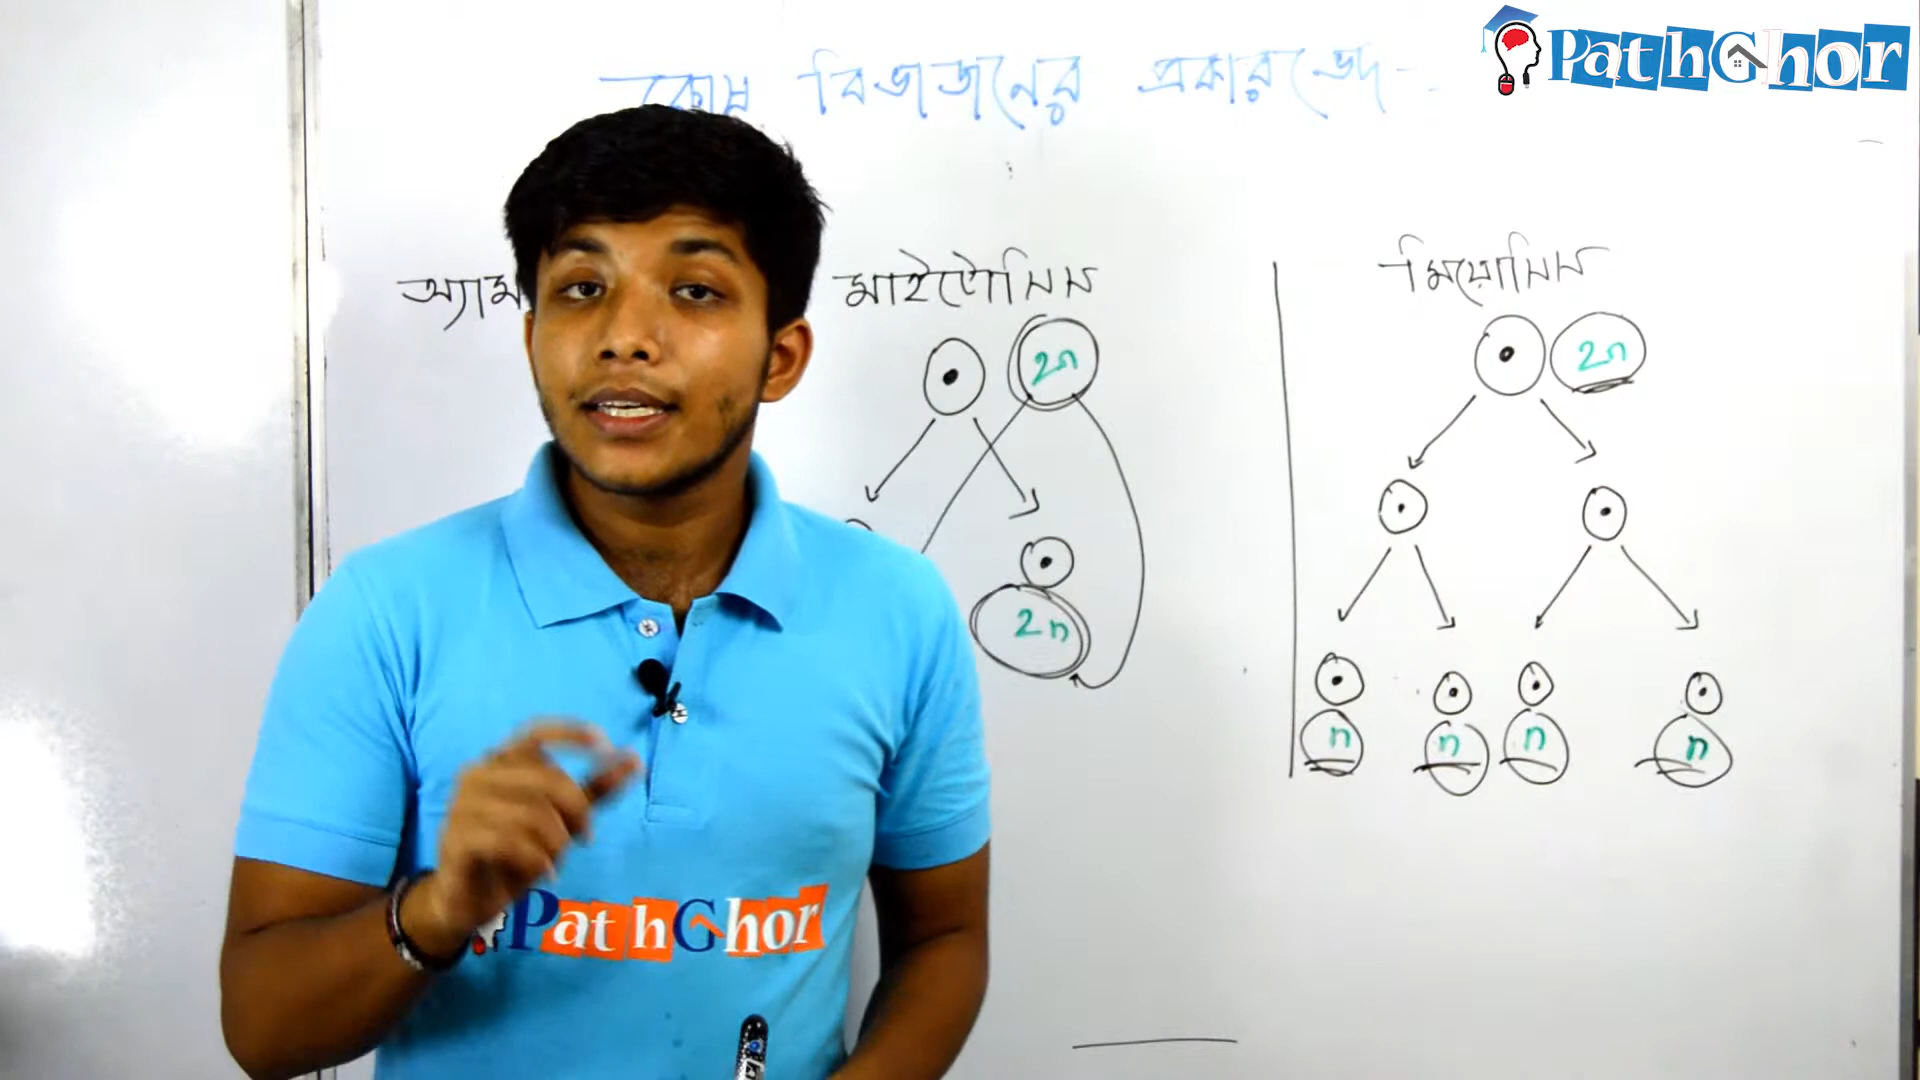 PathGhor
কোষ বিভাজনের প্রকারভেদ
মাইটোসিস
মিয়োসিস
2n
2n
2n
n n n n
PathGhor